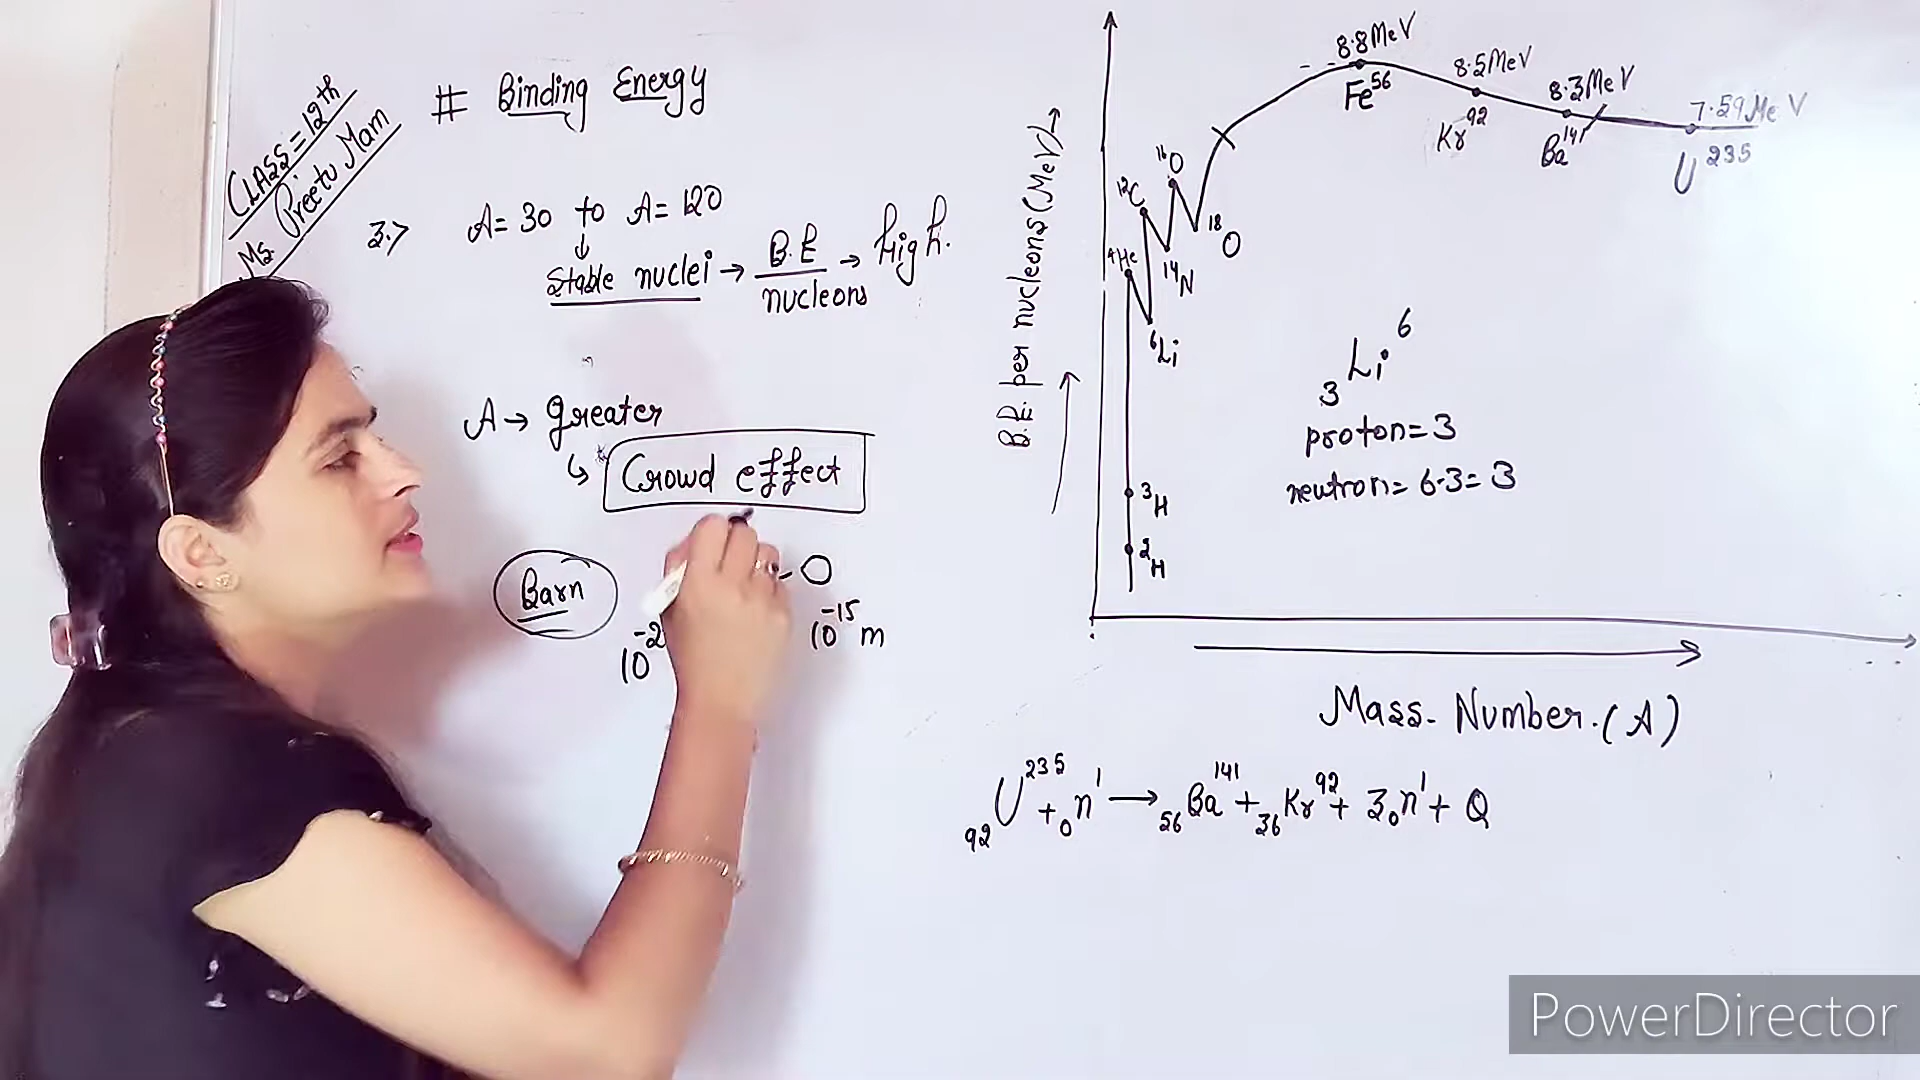 CLASS = 12th
Ms. Preetu Mam
# Binding Energy
3.> A = 30 to A = 120
↓
Stable nuclei → B.E / nucleons → high.
A → greater
↳ Crowd effect
Barn
- O
10⁻² 10⁻¹⁵ m
B.E. per nucleons (MeV) →
8.8 MeV
Fe⁵⁶
8.5 MeV
Kr⁹²
8.3 MeV
Ba¹⁴¹
7.59 MeV
U²³⁵
¹⁶O
¹²C
¹⁸O
⁴He
¹⁴N
⁶Li
³H
²H
₃Li⁶
proton = 3
neutron = 6-3 = 3
Mass Number. (A)
₉₂U²³⁵ + ₀n¹ → ₅₆Ba¹⁴¹ + ₃₆Kr⁹² + 3₀n¹ + Q
PowerDirector